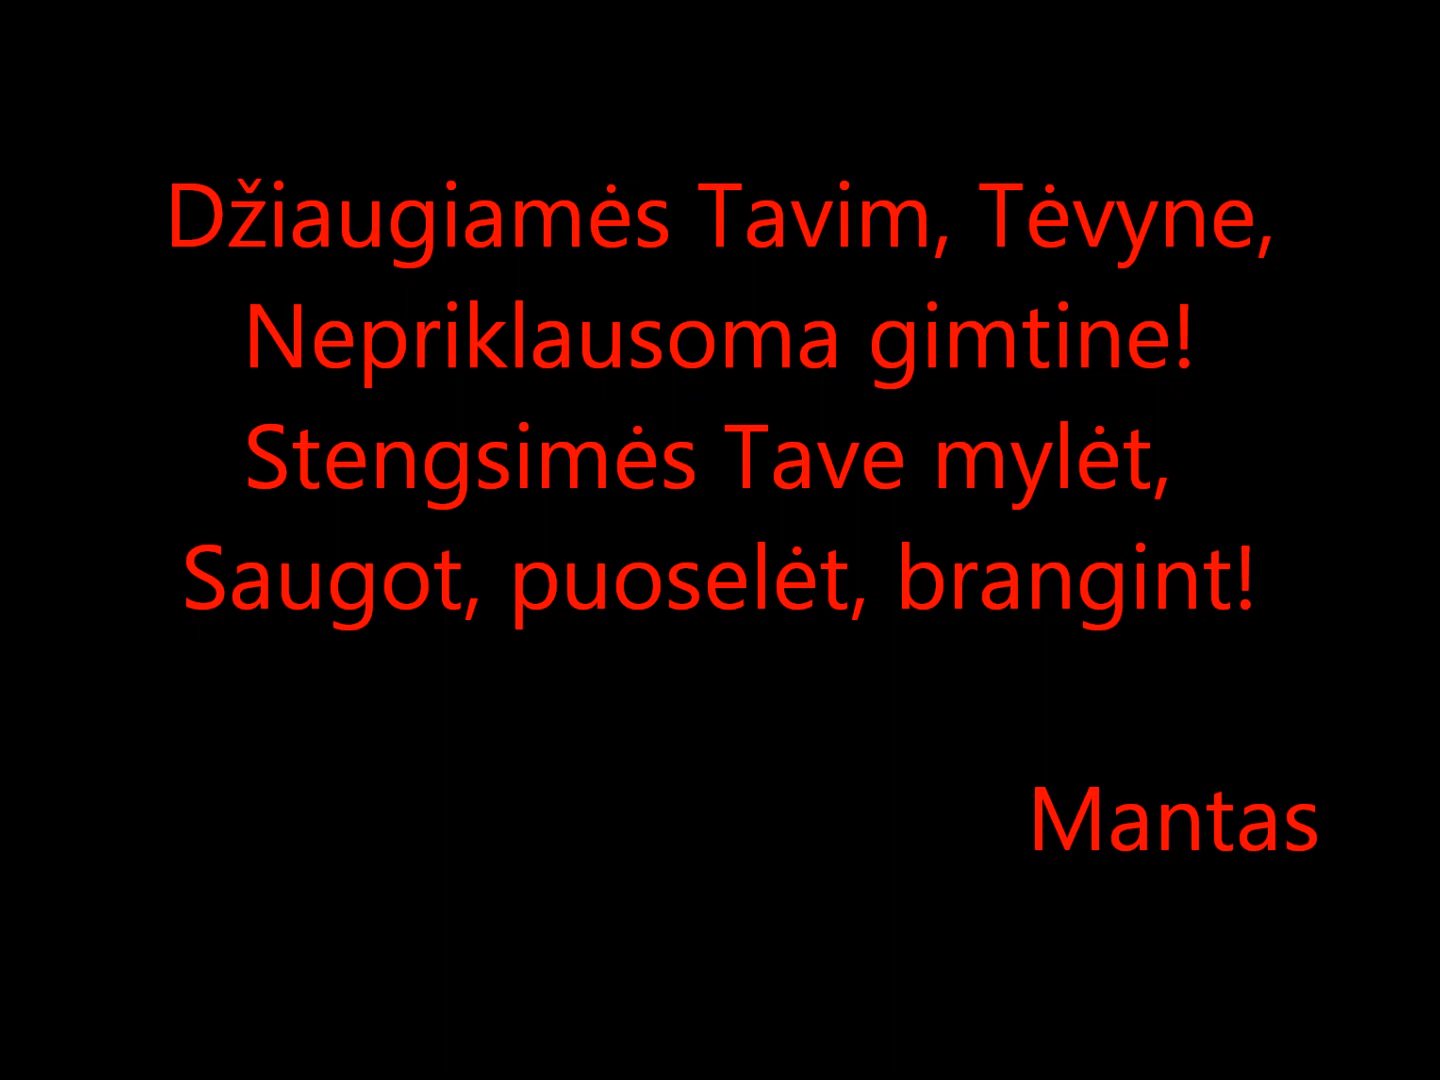 Džiaugiamės Tavim, Tėvyne,
Nepriklausoma gimtine!
Stengsimės Tave mylėt,
Saugot, puoselėt, brangint!
Mantas